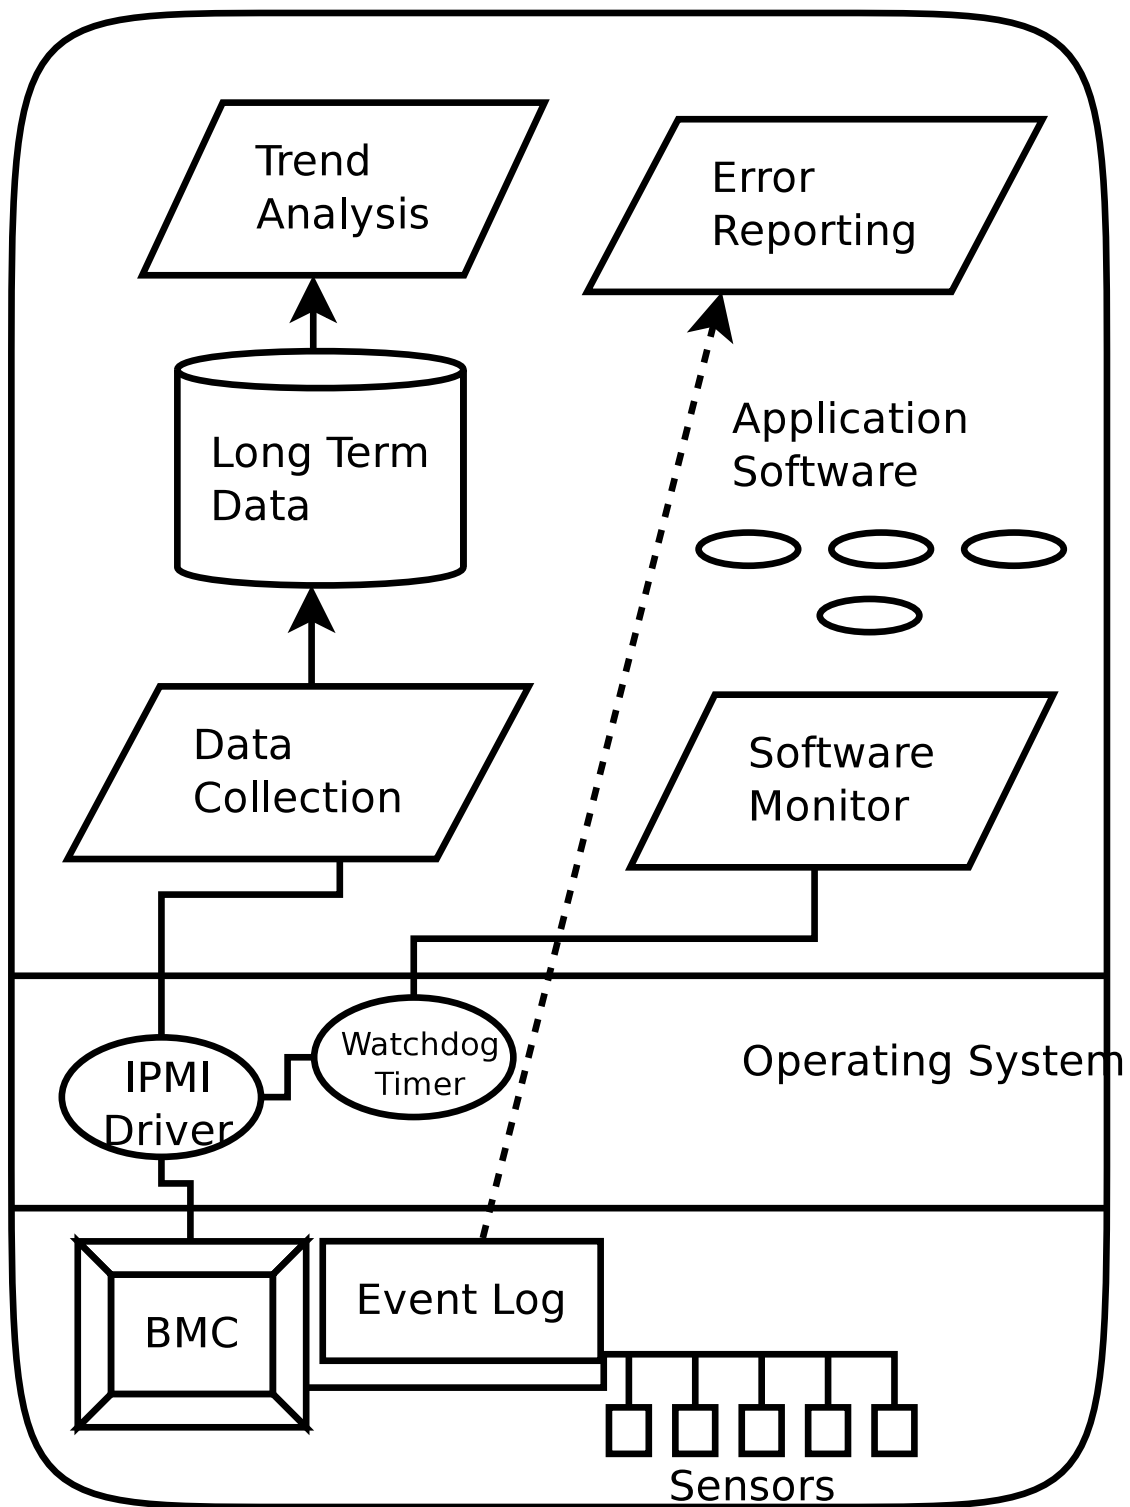 Trend
Analysis
Error
Reporting
Long Term
Data
Application
Software
Data
Collection
Software
Monitor
IPMI
Driver
Watchdog
Timer
Operating System
BMC
Event Log
Sensors